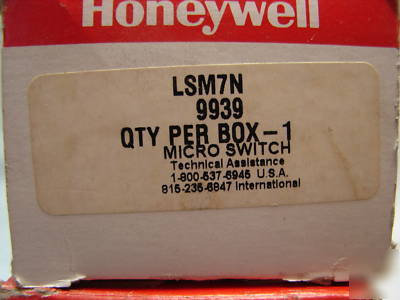 Honeywell
LSM7N
9939
QTY PER BOX-1
MICRO SWITCH
Technical Assistance
1-800-537-6945 U.S.A.
815-235-6847 International